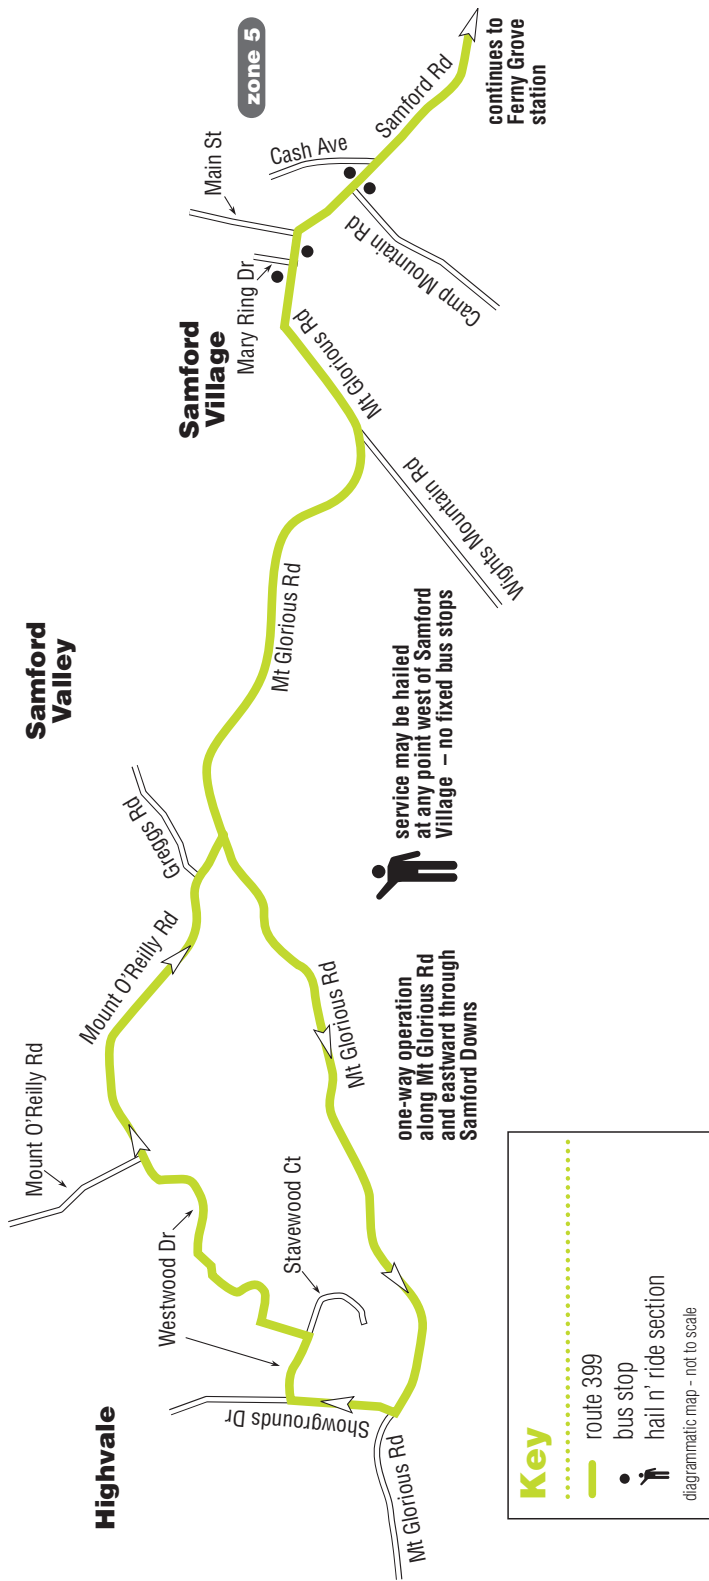 Highvale
Samford
Valley
Samford
Village
zone 5
Mount O'Reilly Rd
Mount O'Reilly Rd
Greggs Rd
Westwood Dr
Stavewood Ct
Showgrounds Dr
Mt Glorious Rd
Mt Glorious Rd
Mt Glorious Rd
Mt Glorious Rd
Mary Ring Dr
Main St
Cash Ave
Samford Rd
Camp Mountain Rd
Wights Mountain Rd
continues to
Ferny Grove
station
one-way operation
along Mt Glorious Rd
and eastward through
Samford Downs
service may be hailed
at any point west of Samford
Village – no fixed bus stops
Key
route 399
bus stop
hail n' ride section
diagrammatic map - not to scale